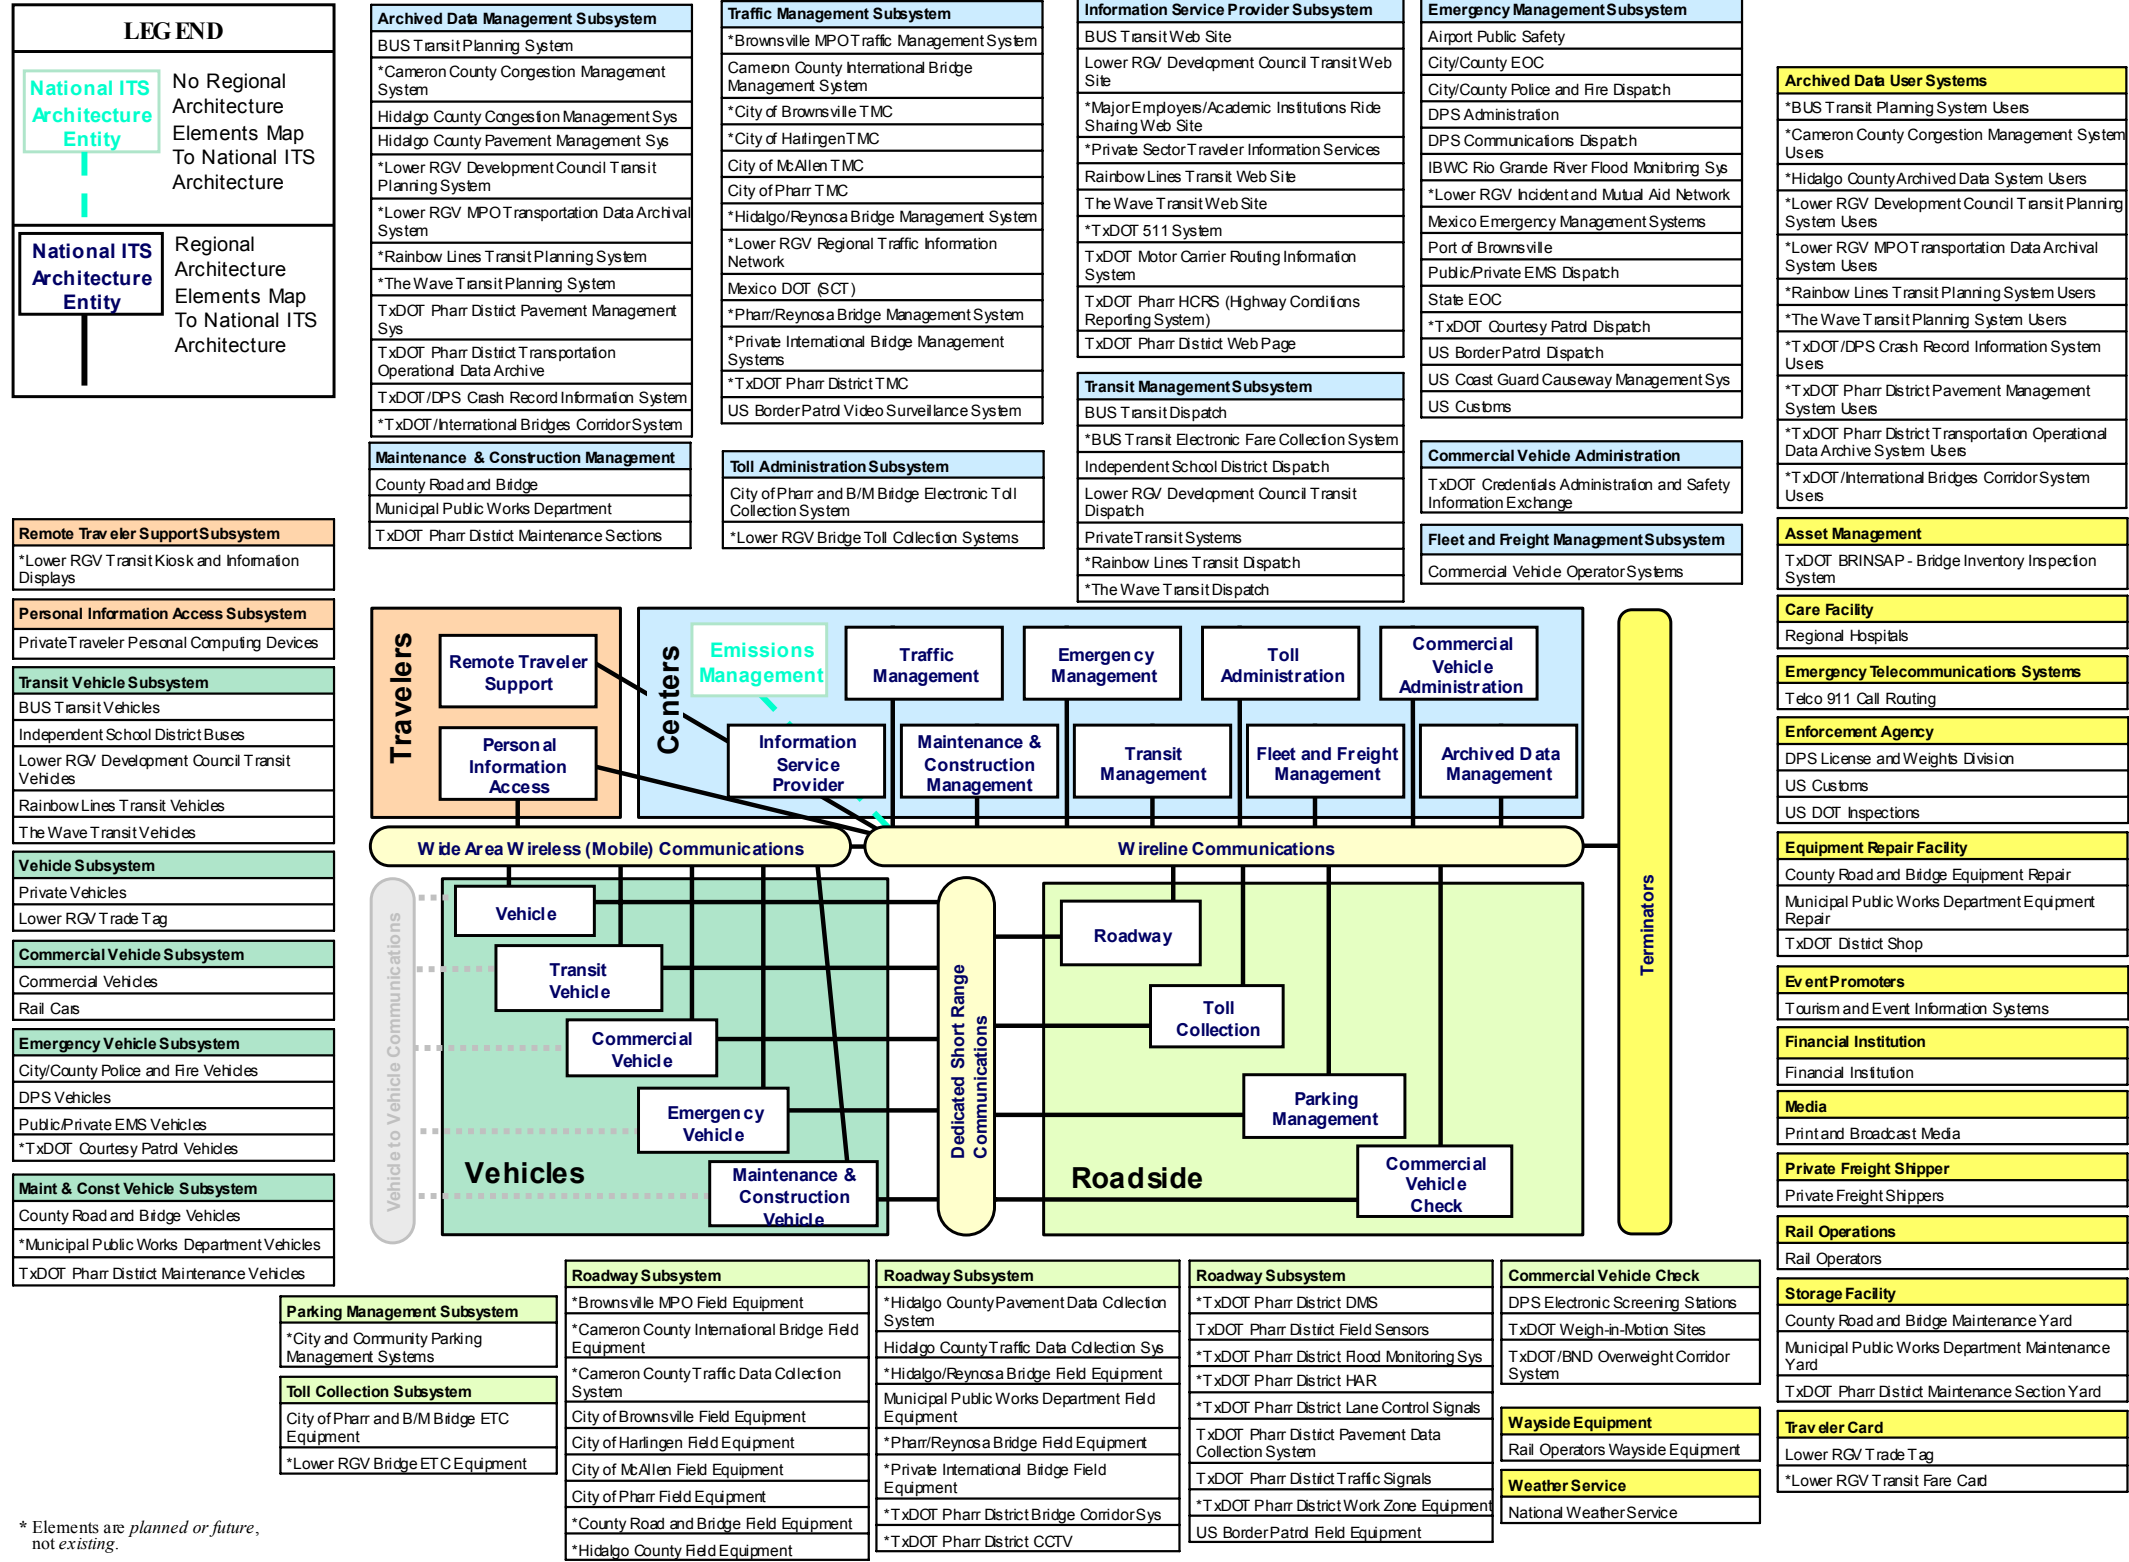 LEGEND
National ITS
Architecture
Entity
No Regional
Architecture
Elements Map
To National ITS
Architecture
National ITS
Architecture
Entity
Regional
Architecture
Elements Map
To National ITS
Architecture
Archived Data Management Subsystem
BUS Transit Planning System
*Cameron County Congestion Management
System
Hidalgo County Congestion Management Sys
Hidalgo County Pavement Management Sys
*Lower RGV Development Council Transit
Planning System
*Lower RGV MPO Transportation Data Archival
System
*Rainbow Lines Transit Planning System
*The Wave Transit Planning System
TxDOT Pharr District Pavement Management
Sys
TxDOT Pharr District Transportation
Operational Data Archive
TxDOT/DPS Crash Record Information System
*TxDOT/International Bridges Corridor System
Maintenance & Construction Management
County Road and Bridge
Municipal Public Works Department
TxDOT Pharr District Maintenance Sections
Traffic Management Subsystem
*Brownsville MPO Traffic Management System
Cameron County International Bridge
Management System
*City of Brownsville TMC
*City of Harlingen TMC
City of McAllen TMC
City of Pharr TMC
*Hidalgo/Reynosa Bridge Management System
*Lower RGV Regional Traffic Information
Network
Mexico DOT (SCT)
*Pharr/Reynosa Bridge Management System
*Private International Bridge Management
Systems
*TxDOT Pharr District TMC
US Border Patrol Video Surveillance System
Toll Administration Subsystem
City of Pharr and B/M Bridge Electronic Toll
Collection System
*Lower RGV Bridge Toll Collection Systems
Information Service Provider Subsystem
BUS Transit Web Site
Lower RGV Development Council Transit Web
Site
*Major Employers/Academic Institutions Ride
Sharing Web Site
*Private Sector Traveler Information Services
Rainbow Lines Transit Web Site
The Wave Transit Web Site
*TxDOT 511 System
TxDOT Motor Carrier Routing Information
System
TxDOT Pharr HCRS (Highway Conditions
Reporting System)
TxDOT Pharr District Web Page
Transit Management Subsystem
BUS Transit Dispatch
*BUS Transit Electronic Fare Collection System
Independent School District Dispatch
Lower RGV Development Council Transit
Dispatch
Private Transit Systems
*Rainbow Lines Transit Dispatch
*The Wave Transit Dispatch
Emergency Management Subsystem
Airport Public Safety
City/County EOC
City/County Police and Fire Dispatch
DPS Administration
DPS Communications Dispatch
IBWC Rio Grande River Flood Monitoring Sys
*Lower RGV Incident and Mutual Aid Network
Mexico Emergency Management Systems
Port of Brownsville
Public/Private EMS Dispatch
State EOC
*TxDOT Courtesy Patrol Dispatch
US Border Patrol Dispatch
US Coast Guard Causeway Management Sys
US Customs
Commercial Vehicle Administration
TxDOT Credentials Administration and Safety
Information Exchange
Fleet and Freight Management Subsystem
Commercial Vehicle Operator Systems
Archived Data User Systems
*BUS Transit Planning System Users
*Cameron County Congestion Management System
Users
*Hidalgo County Archived Data System Users
*Lower RGV Development Council Transit Planning
System Users
*Lower RGV MPO Transportation Data Archival
System Users
*Rainbow Lines Transit Planning System Users
*The Wave Transit Planning System Users
*TxDOT/DPS Crash Record Information System
Users
*TxDOT Pharr District Pavement Management
System Users
*TxDOT Pharr District Transportation Operational
Data Archive System Users
*TxDOT/International Bridges Corridor System
Users
Asset Management
TxDOT BRINSAP - Bridge Inventory Inspection
System
Care Facility
Regional Hospitals
Emergency Telecommunications Systems
Telco 911 Call Routing
Enforcement Agency
DPS License and Weights Division
US Customs
US DOT Inspections
Equipment Repair Facility
County Road and Bridge Equipment Repair
Municipal Public Works Department Equipment
Repair
TxDOT District Shop
Event Promoters
Tourism and Event Information Systems
Financial Institution
Financial Institution
Media
Print and Broadcast Media
Private Freight Shipper
Private Freight Shippers
Rail Operations
Rail Operators
Storage Facility
County Road and Bridge Maintenance Yard
Municipal Public Works Department Maintenance
Yard
TxDOT Pharr District Maintenance Section Yard
Traveler Card
Lower RGV Trade Tag
*Lower RGV Transit Fare Card
Remote Traveler Support Subsystem
*Lower RGV Transit Kiosk and Information
Displays
Personal Information Access Subsystem
Private Traveler Personal Computing Devices
Transit Vehicle Subsystem
BUS Transit Vehicles
Independent School District Buses
Lower RGV Development Council Transit
Vehicles
Rainbow Lines Transit Vehicles
The Wave Transit Vehicles
Vehicle Subsystem
Private Vehicles
Lower RGV Trade Tag
Commercial Vehicle Subsystem
Commercial Vehicles
Rail Cars
Emergency Vehicle Subsystem
City/County Police and Fire Vehicles
DPS Vehicles
Public/Private EMS Vehicles
*TxDOT Courtesy Patrol Vehicles
Maint & Const Vehicle Subsystem
County Road and Bridge Vehicles
*Municipal Public Works Department Vehicles
TxDOT Pharr District Maintenance Vehicles
Travelers
Remote Traveler
Support
Personal
Information
Access
Centers
Emissions
Management
Traffic
Management
Emergency
Management
Toll
Administration
Commercial
Vehicle
Administration
Information
Service
Provider
Maintenance &
Construction
Management
Transit
Management
Fleet and Freight
Management
Archived Data
Management
Wide Area Wireless (Mobile) Communications
Wireline Communications
Terminators
Vehicle to Vehicle Communications
Vehicle
Transit
Vehicle
Commercial
Vehicle
Emergency
Vehicle
Maintenance &
Construction
Vehicle
Vehicles
Dedicated Short Range
Communications
Roadway
Toll
Collection
Parking
Management
Commercial
Vehicle
Check
Roadside
Parking Management Subsystem
*City and Community Parking
Management Systems
Toll Collection Subsystem
City of Pharr and B/M Bridge ETC
Equipment
*Lower RGV Bridge ETC Equipment
Roadway Subsystem
*Brownsville MPO Field Equipment
*Cameron County International Bridge Field
Equipment
*Cameron County Traffic Data Collection
System
City of Brownsville Field Equipment
City of Harlingen Field Equipment
City of McAllen Field Equipment
City of Pharr Field Equipment
*County Road and Bridge Field Equipment
*Hidalgo County Field Equipment
Roadway Subsystem
*Hidalgo County Pavement Data Collection
System
Hidalgo County Traffic Data Collection Sys
*Hidalgo/Reynosa Bridge Field Equipment
Municipal Public Works Department Field
Equipment
*Pharr/Reynosa Bridge Field Equipment
*Private International Bridge Field
Equipment
*TxDOT Pharr District Bridge Corridor Sys
*TxDOT Pharr District CCTV
Roadway Subsystem
*TxDOT Pharr District DMS
TxDOT Pharr District Field Sensors
*TxDOT Pharr District Flood Monitoring Sys
*TxDOT Pharr District HAR
*TxDOT Pharr District Lane Control Signals
TxDOT Pharr District Pavement Data
Collection System
TxDOT Pharr District Traffic Signals
*TxDOT Pharr District Work Zone Equipment
US Border Patrol Field Equipment
Commercial Vehicle Check
DPS Electronic Screening Stations
TxDOT Weigh-in-Motion Sites
TxDOT/BND Overweight Corridor
System
Wayside Equipment
Rail Operators Wayside Equipment
Weather Service
National Weather Service
* Elements are planned or future,
not existing.